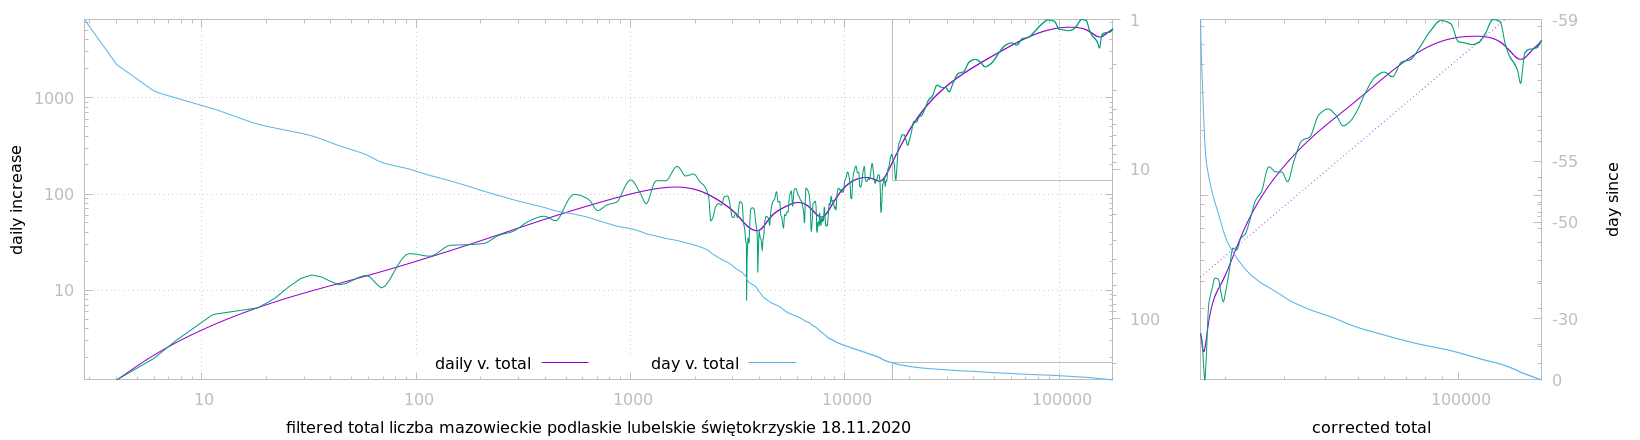 1000
100
10
daily increase
1
10
100
daily v. total
day v. total
10
100
1000
10000
100000
filtered total liczba mazowieckie podlaskie lubelskie świętokrzyskie 18.11.2020
-59
-55
-50
-30
0
day since
100000
corrected total